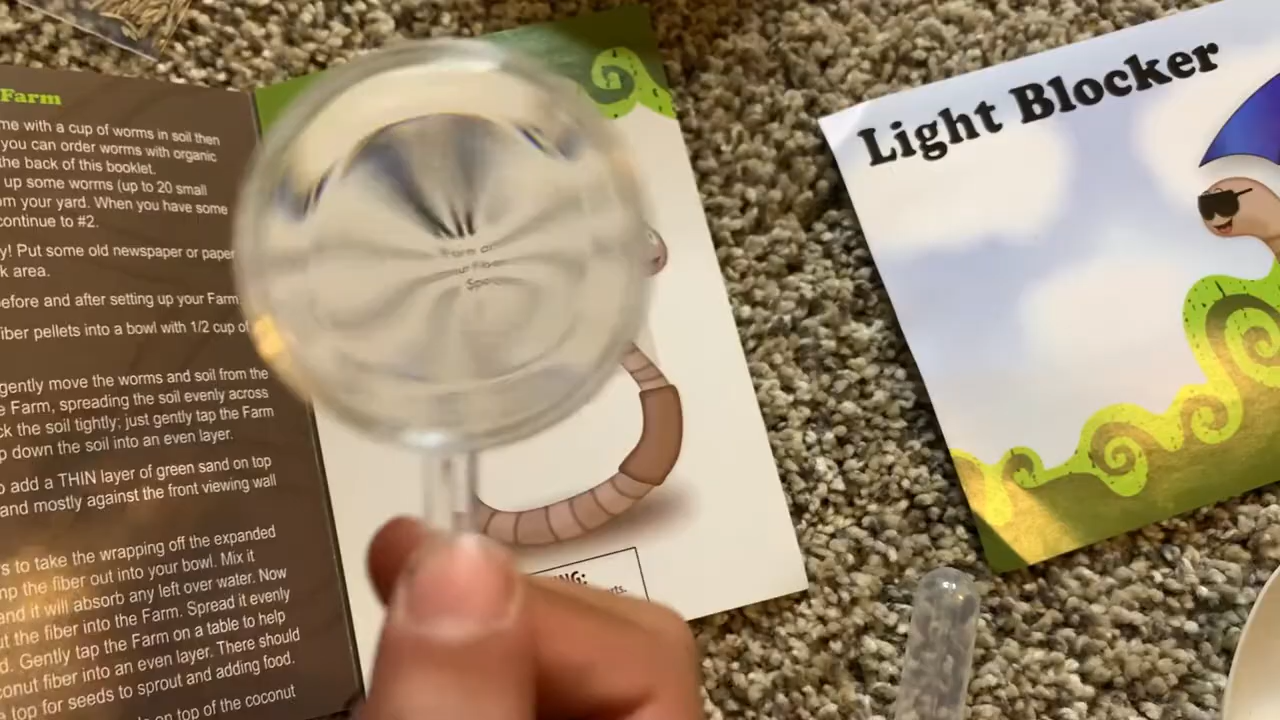 Farm
me with a cup of worms in soil then
you can order worms with organic
the back of this booklet.
up some worms (up to 20 small
om your yard. When you have some
continue to #2.
y! Put some old newspaper or paper
k area.
efore and after setting up your Farm.
iber pellets into a bowl with 1/2 cup of
gently move the worms and soil from the
e Farm, spreading the soil evenly across
ck the soil tightly; just gently tap the Farm
p down the soil into an even layer.
o add a THIN layer of green sand on top
and mostly against the front viewing wall
s to take the wrapping off the expanded
mp the fiber out into your bowl. Mix it
and it will absorb any left over water. Now
ut the fiber into the Farm. Spread it evenly
d. Gently tap the Farm on a table to help
conut fiber into an even layer. There should
e top for seeds to sprout and adding food.
on top of the coconut
NG:
rts.
Light Blocker